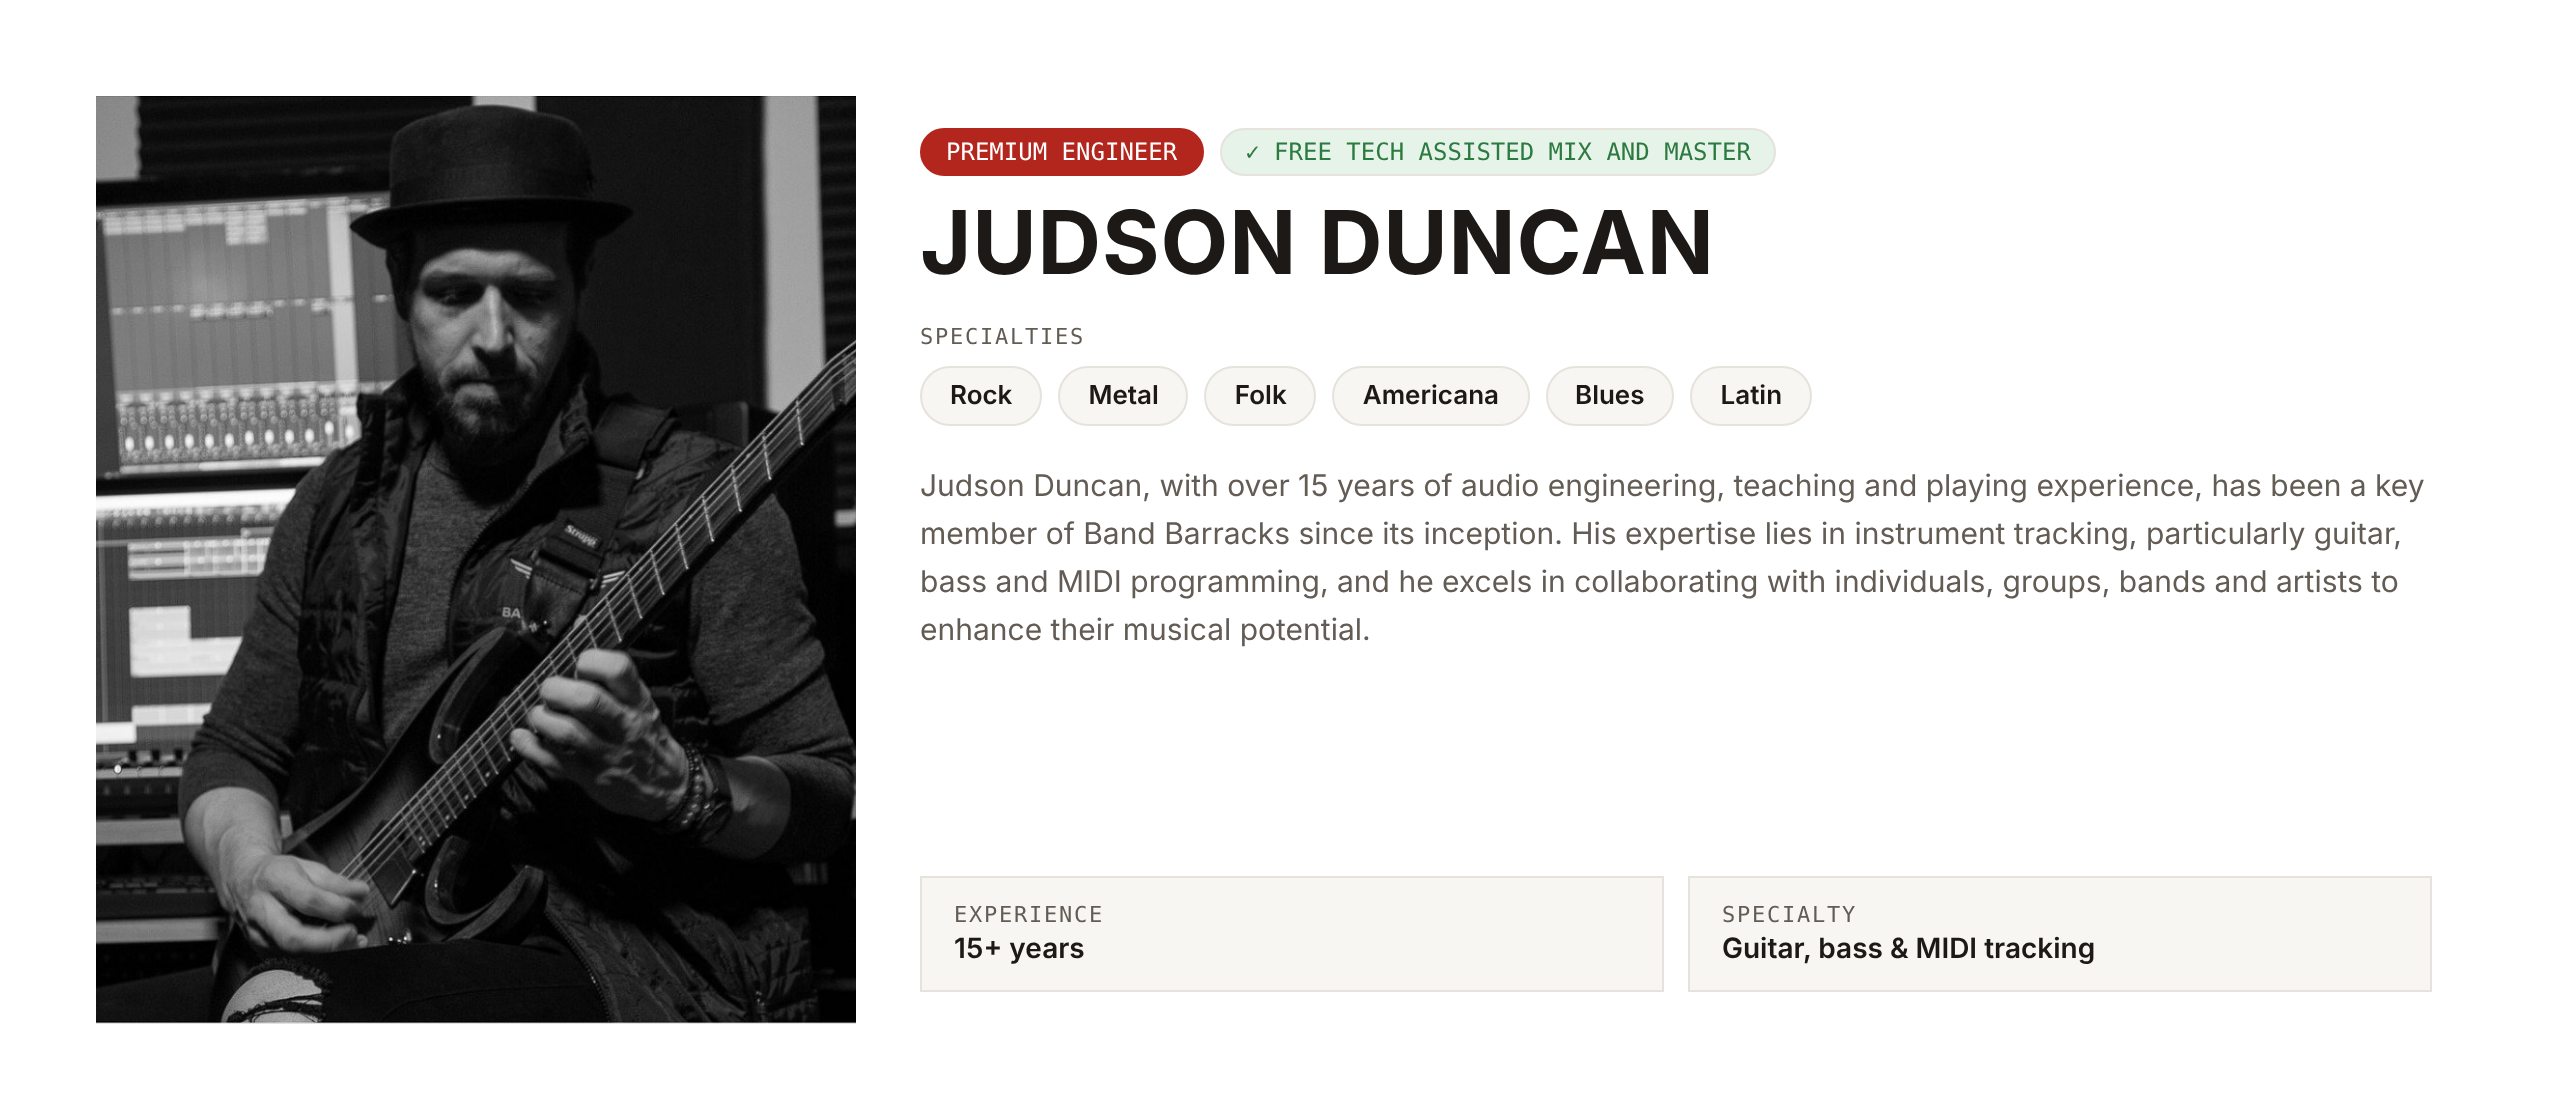 PREMIUM ENGINEER
✓ FREE TECH ASSISTED MIX AND MASTER
JUDSON DUNCAN
SPECIALTIES
Rock
Metal
Folk
Americana
Blues
Latin
Judson Duncan, with over 15 years of audio engineering, teaching and playing experience, has been a key
member of Band Barracks since its inception. His expertise lies in instrument tracking, particularly guitar,
bass and MIDI programming, and he excels in collaborating with individuals, groups, bands and artists to
enhance their musical potential.
EXPERIENCE
15+ years
SPECIALTY
Guitar, bass & MIDI tracking
BA